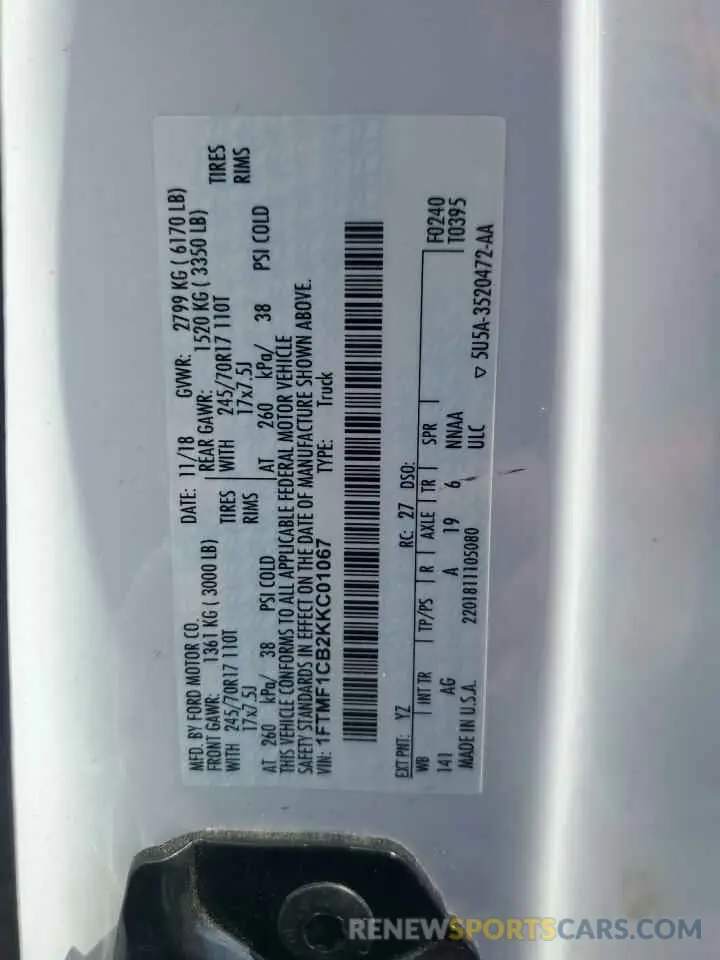 MFD. BY FORD MOTOR CO.
DATE: 11/18 GVWR: 2799 KG ( 6170 LB)
FRONT GAWR: 1361 KG ( 3000 LB) REAR GAWR: 1520 KG ( 3350 LB)
WITH 245/70R17 110T TIRES WITH 245/70R17 110T TIRES
17x7.5J RIMS 17x7.5J RIMS
AT 260 kPa/ 38 PSI COLD AT 260 kPa/ 38 PSI COLD
THIS VEHICLE CONFORMS TO ALL APPLICABLE FEDERAL MOTOR VEHICLE
SAFETY STANDARDS IN EFFECT ON THE DATE OF MANUFACTURE SHOWN ABOVE.
VIN: 1FTMF1CB2KKC01067 TYPE: Truck
EXT PNT: YZ RC: 27 DSO:
WB INT TR TP/PS R AXLE TR SPR F0240
141 AG A 19 6 NNAA T0395
MADE IN U.S.A. 2201811105080 ULC
▽ 5U5A-3520472-AA
RENEWSPORTSCARS.COM